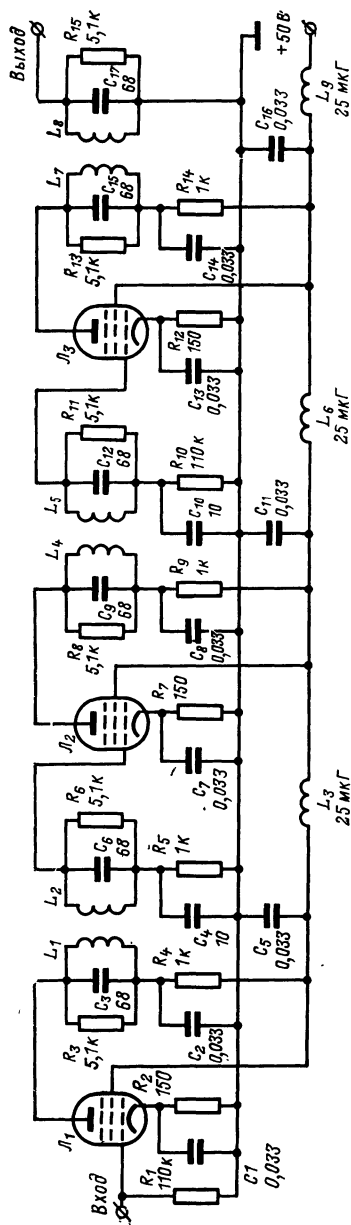 Вход
R1
110к
C1
0,033
Л1
R2
150
R3
5,1к
C3
68
L1
C2
0,033
R4
1к
L2
C6
68
R6
5,1к
C4
10
R5
1к
C5
0,033
L3
25 мкГ
Л2
C7
0,033
R7
150
R8
5,1к
C9
68
L4
C8
0,033
R9
1к
L5
C12
68
R11
5,1к
C10
10
R10
110к
C11
0,033
L6
25 мкГ
Л3
C13
0,033
R12
150
R13
5,1к
C15
68
L7
C14
0,033
R14
1к
L8
C17
68
R15
5,1к
Выход
C16
0,033
+50В
L9
25 мкГ